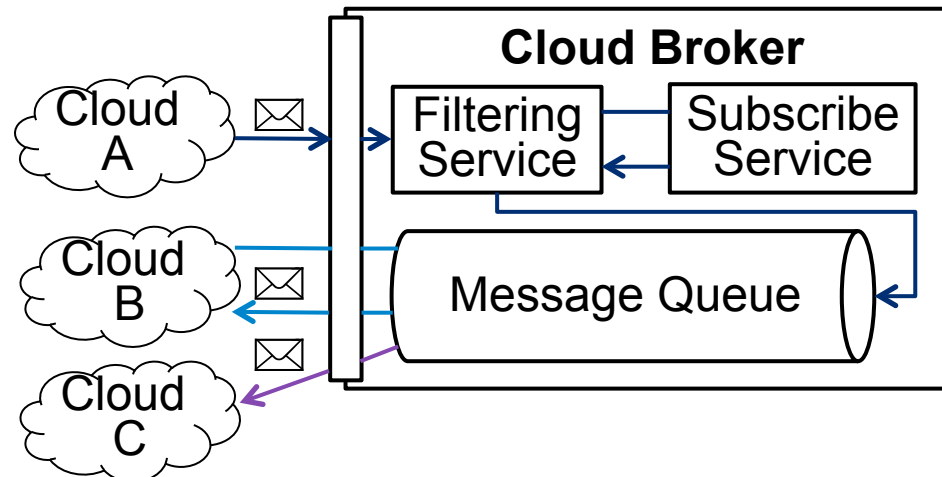 Cloud Broker
Cloud
A
Filtering
Service
Subscribe
Service
Cloud
B
Message Queue
Cloud
C